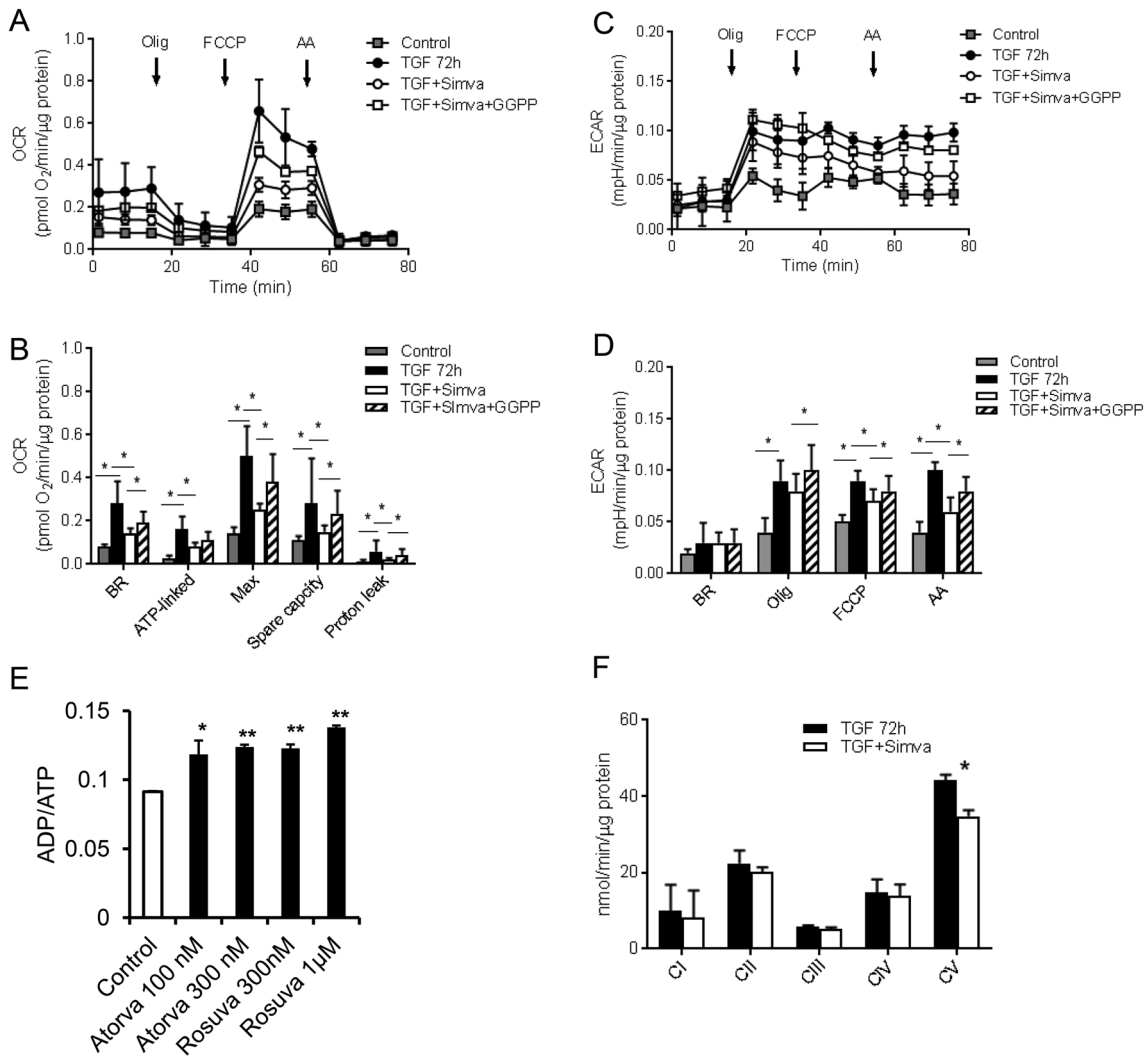 A
OCR
(pmol O2/min/µg protein)
1.0
0.8
0.6
0.4
0.2
0.0
Olig
FCCP
AA
Control
TGF 72h
TGF+Simva
TGF+Simva+GGPP
0
20
40
60
80
Time (min)
C
ECAR
(mpH/min/µg protein)
0.20
0.15
0.10
0.05
0.00
Olig
FCCP
AA
Control
TGF 72h
TGF+Simva
TGF+Simva+GGPP
0
20
40
60
80
Time (min)
B
OCR
(pmol O2/min/µg protein)
1.0
0.8
0.6
0.4
0.2
0.0
Control
TGF 72h
TGF+Simva
TGF+SImva+GGPP
* * *
* *
* * *
* * *
* * *
BR
ATP-linked
Max
Spare capcity
Proton leak
D
ECAR
(mpH/min/µg protein)
0.20
0.15
0.10
0.05
0.00
Control
TGF 72h
TGF+Simva
TGF+Simva+GGPP
* *
* * *
* * *
BR
Olig
FCCP
AA
E
ADP/ATP
0.15
0.1
0.05
0
*
**
**
**
Control
Atorva 100 nM
Atorva 300 nM
Rosuva 300nM
Rosuva 1µM
F
nmol/min/µg protein
60
40
20
0
TGF 72h
TGF+Simva
*
CI
CII
CIII
CIV
CV